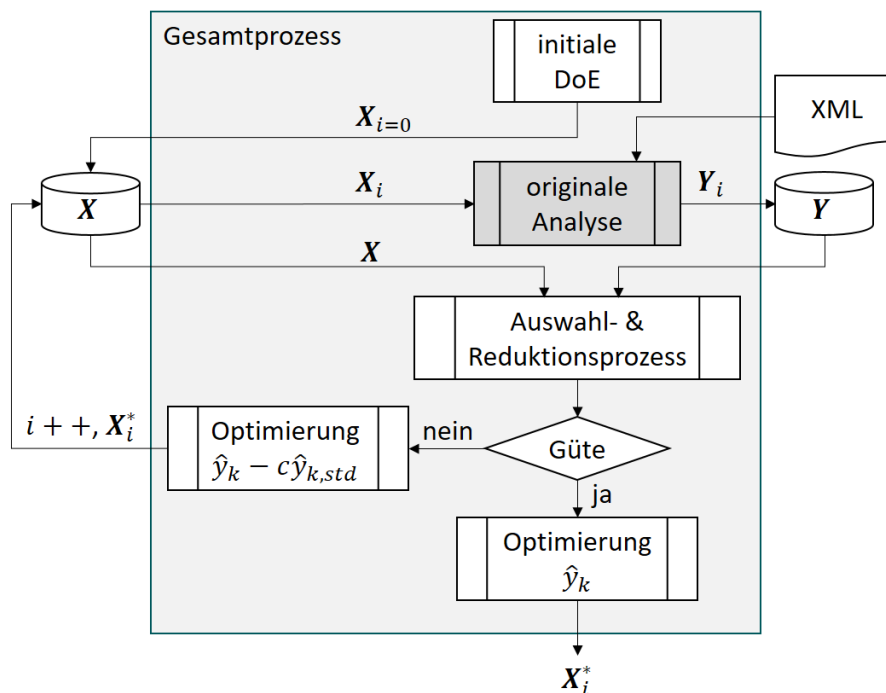 Gesamtprozess
initiale
DoE
XML
X_{i=0}
X
X_i
originale
Analyse
Y_i
Y
X
Auswahl- &
Reduktionsprozess
i + +, X_i^*
Optimierung
ŷ_k − cŷ_{k,std}
nein
Güte
ja
Optimierung
ŷ_k
X_i^*